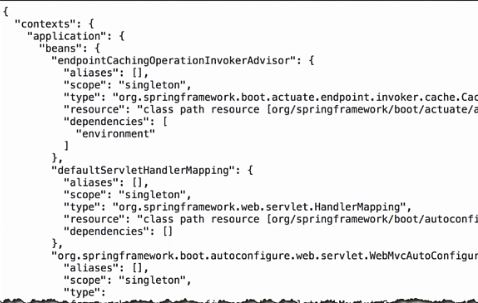 {
"contexts": {
"application": {
"beans": {
"endpointCachingOperationInvokerAdvisor": {
"aliases": [],
"scope": "singleton",
"type": "org.springframework.boot.actuate.endpoint.invoker.cache.Cac
"resource": "class path resource [org/springframework/boot/actuate/a
"dependencies": [
"environment"
]
},
"defaultServletHandlerMapping": {
"aliases": [],
"scope": "singleton",
"type": "org.springframework.web.servlet.HandlerMapping",
"resource": "class path resource [org/springframework/boot/autoconfi
"dependencies": []
},
"org.springframework.boot.autoconfigure.web.servlet.WebMvcAutoConfigur
"aliases": [],
"scope": "singleton",
"type":